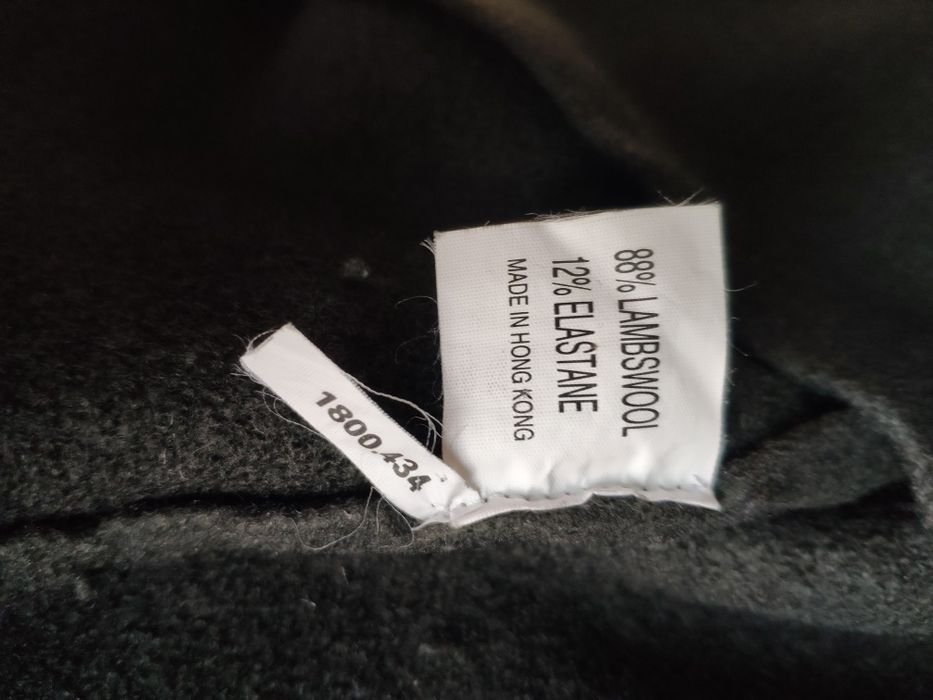 88% LAMBSWOOL
12% ELASTANE
MADE IN HONG KONG
1800.434